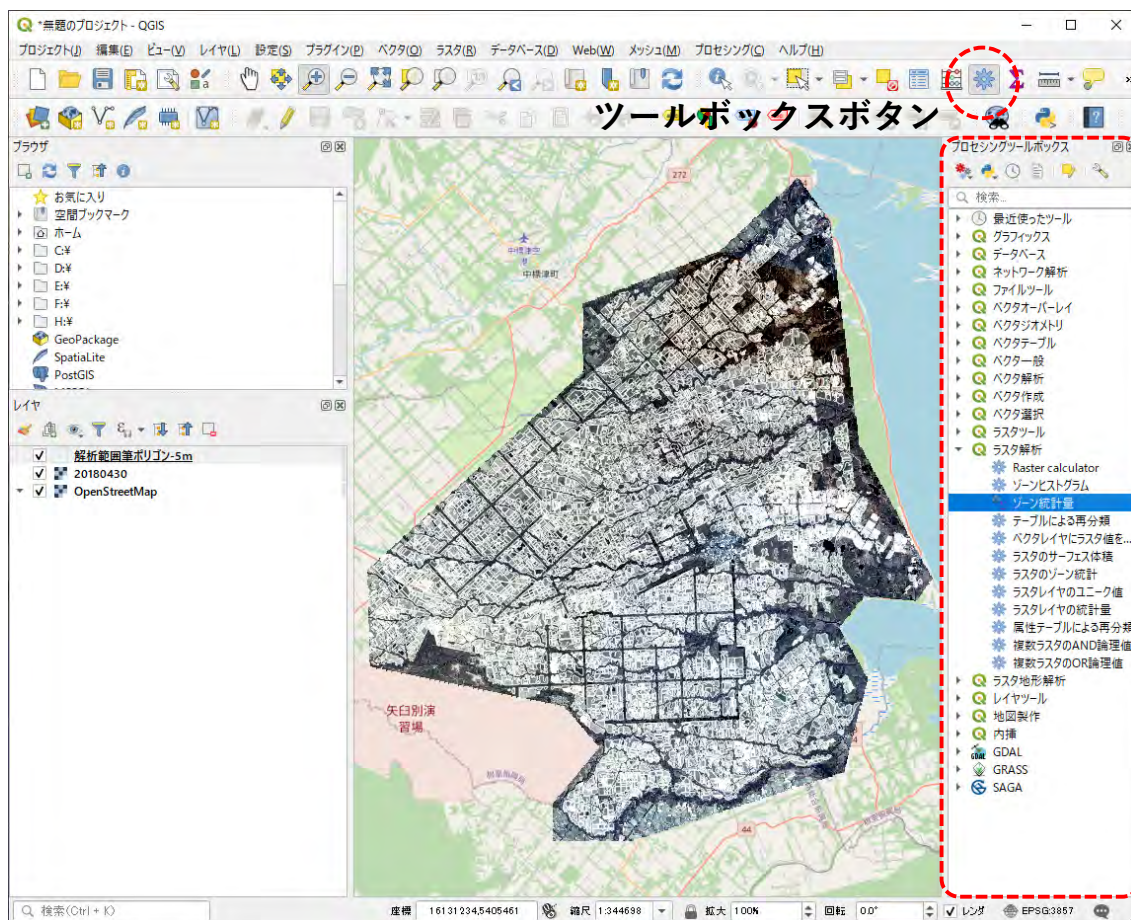 *無題のプロジェクト - QGIS
プロジェクト(J) 編集(E) ビュー(V) レイヤ(L) 設定(S) プラグイン(P) ベクタ(O) ラスタ(R) データベース(D) Web(W) メッシュ(M) プロセシング(C) ヘルプ(H)
ツールボックスボタン
ブラウザ
お気に入り
空間ブックマーク
ホーム
C:¥
D:¥
E:¥
F:¥
H:¥
GeoPackage
SpatiaLite
PostGIS
レイヤ
解析範囲筆ポリゴン-5m
20180430
OpenStreetMap
272
中標津空
中標津町
矢臼別演
習場
44
プロセシングツールボックス
検索...
最近使ったツール
グラフィックス
データベース
ネットワーク解析
ファイルツール
ベクタオーバーレイ
ベクタジオメトリ
ベクタテーブル
ベクタ一般
ベクタ解析
ベクタ作成
ベクタ選択
ラスタツール
ラスタ解析
Raster calculator
ゾーンヒストグラム
ゾーン統計量
テーブルによる再分類
ベクタレイヤにラスタ値を...
ラスタのサーフェス体積
ラスタのゾーン統計
ラスタレイヤのユニーク値
ラスタレイヤの統計量
属性テーブルによる再分類
複数ラスタのAND論理値
複数ラスタのOR論理値
ラスタ地形解析
レイヤツール
地図製作
内挿
GDAL
GRASS
SAGA
検索(Ctrl + K) 座標 16131234,5405461 縮尺 1:344698 拡大 100% 回転 0.0° レンダ EPSG:3857